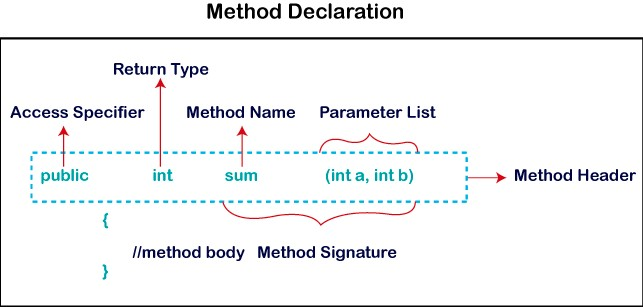 Method Declaration
Return Type
Access Specifier Method Name Parameter List
public int sum (int a, int b) Method Header
{
//method body Method Signature
}